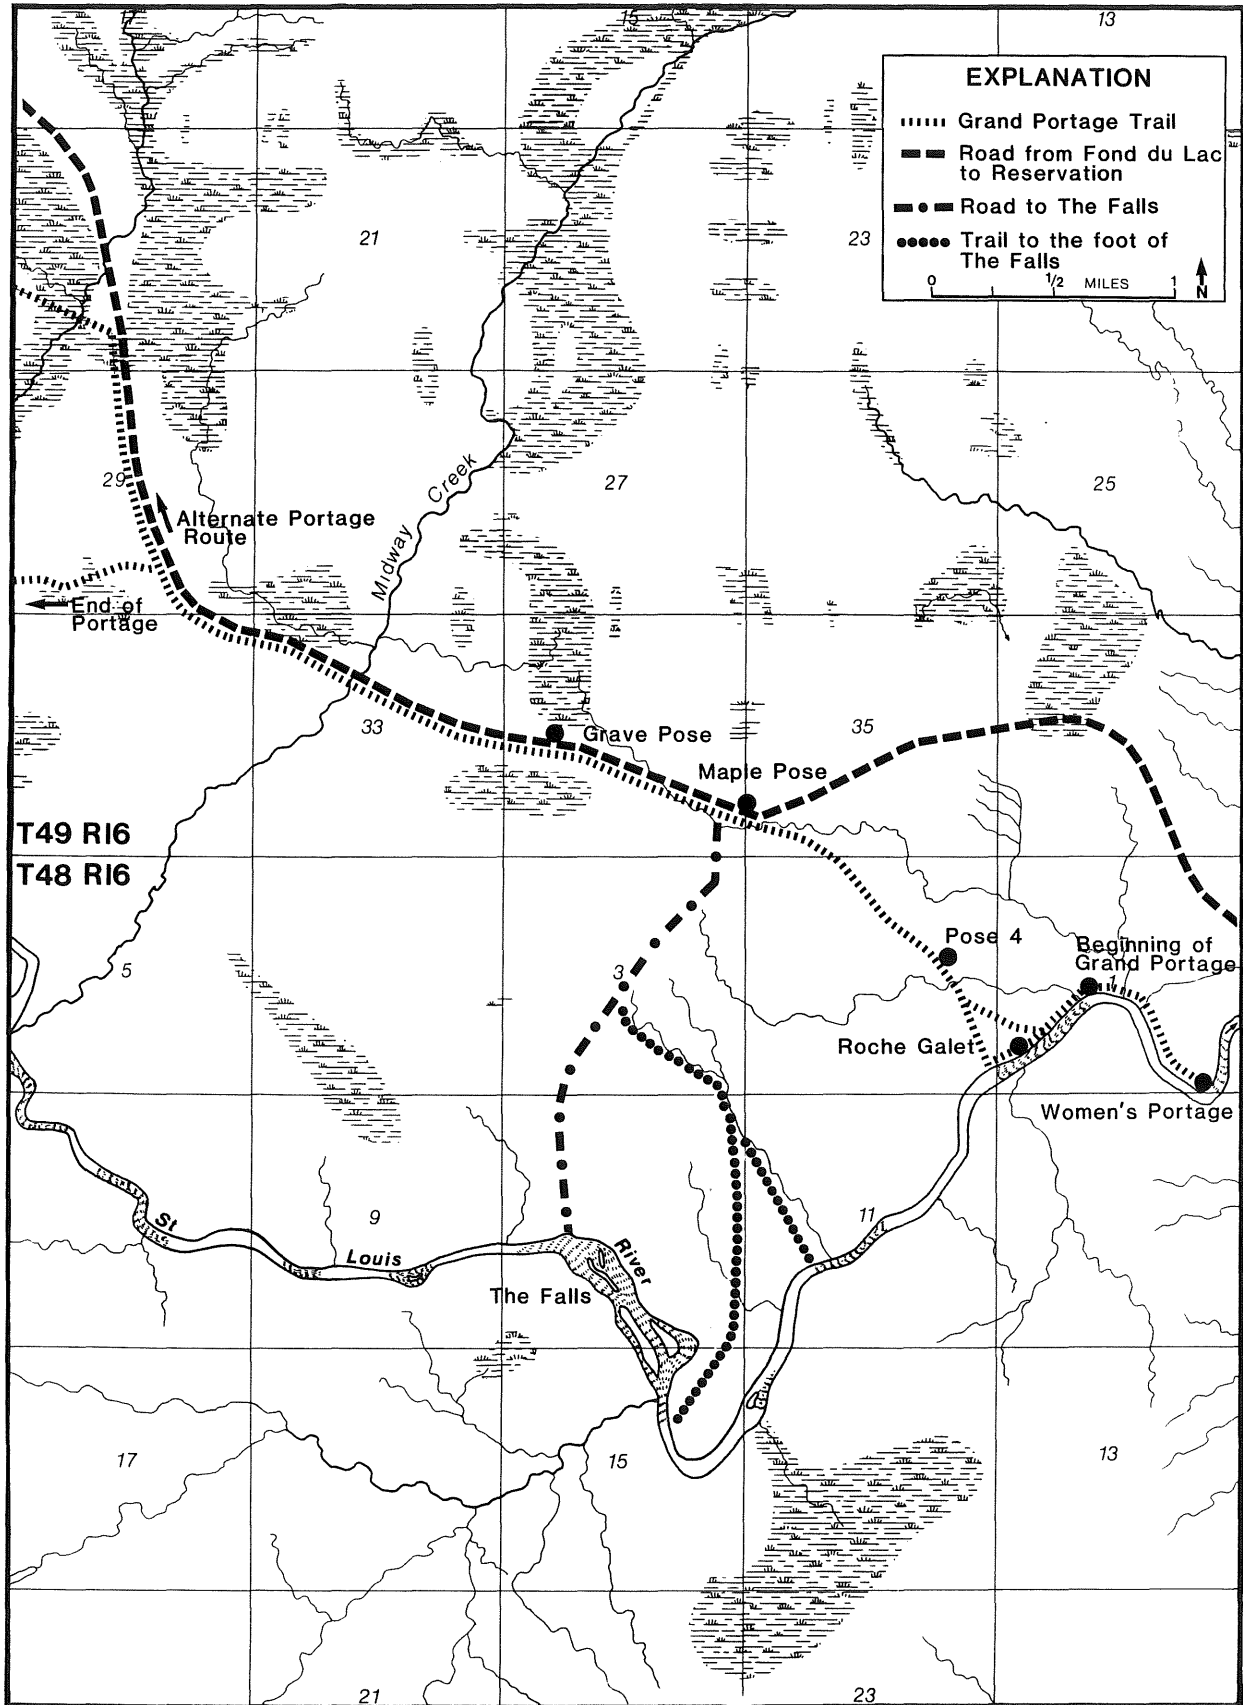 17
15
13
EXPLANATION
Grand Portage Trail
Road from Fond du Lac
to Reservation
Road to The Falls
Trail to the foot of
The Falls
0 1/2 MILES 1
N
21
23
29
27
25
Midway Creek
Alternate Portage
Route
End of
Portage
33
35
Grave Pose
Maple Pose
T49 R16
T48 R16
5
3
1
Pose 4
Beginning of
Grand Portage
Roche Galet
Women's Portage
9
11
St Louis River
The Falls
17
15
13
21
23